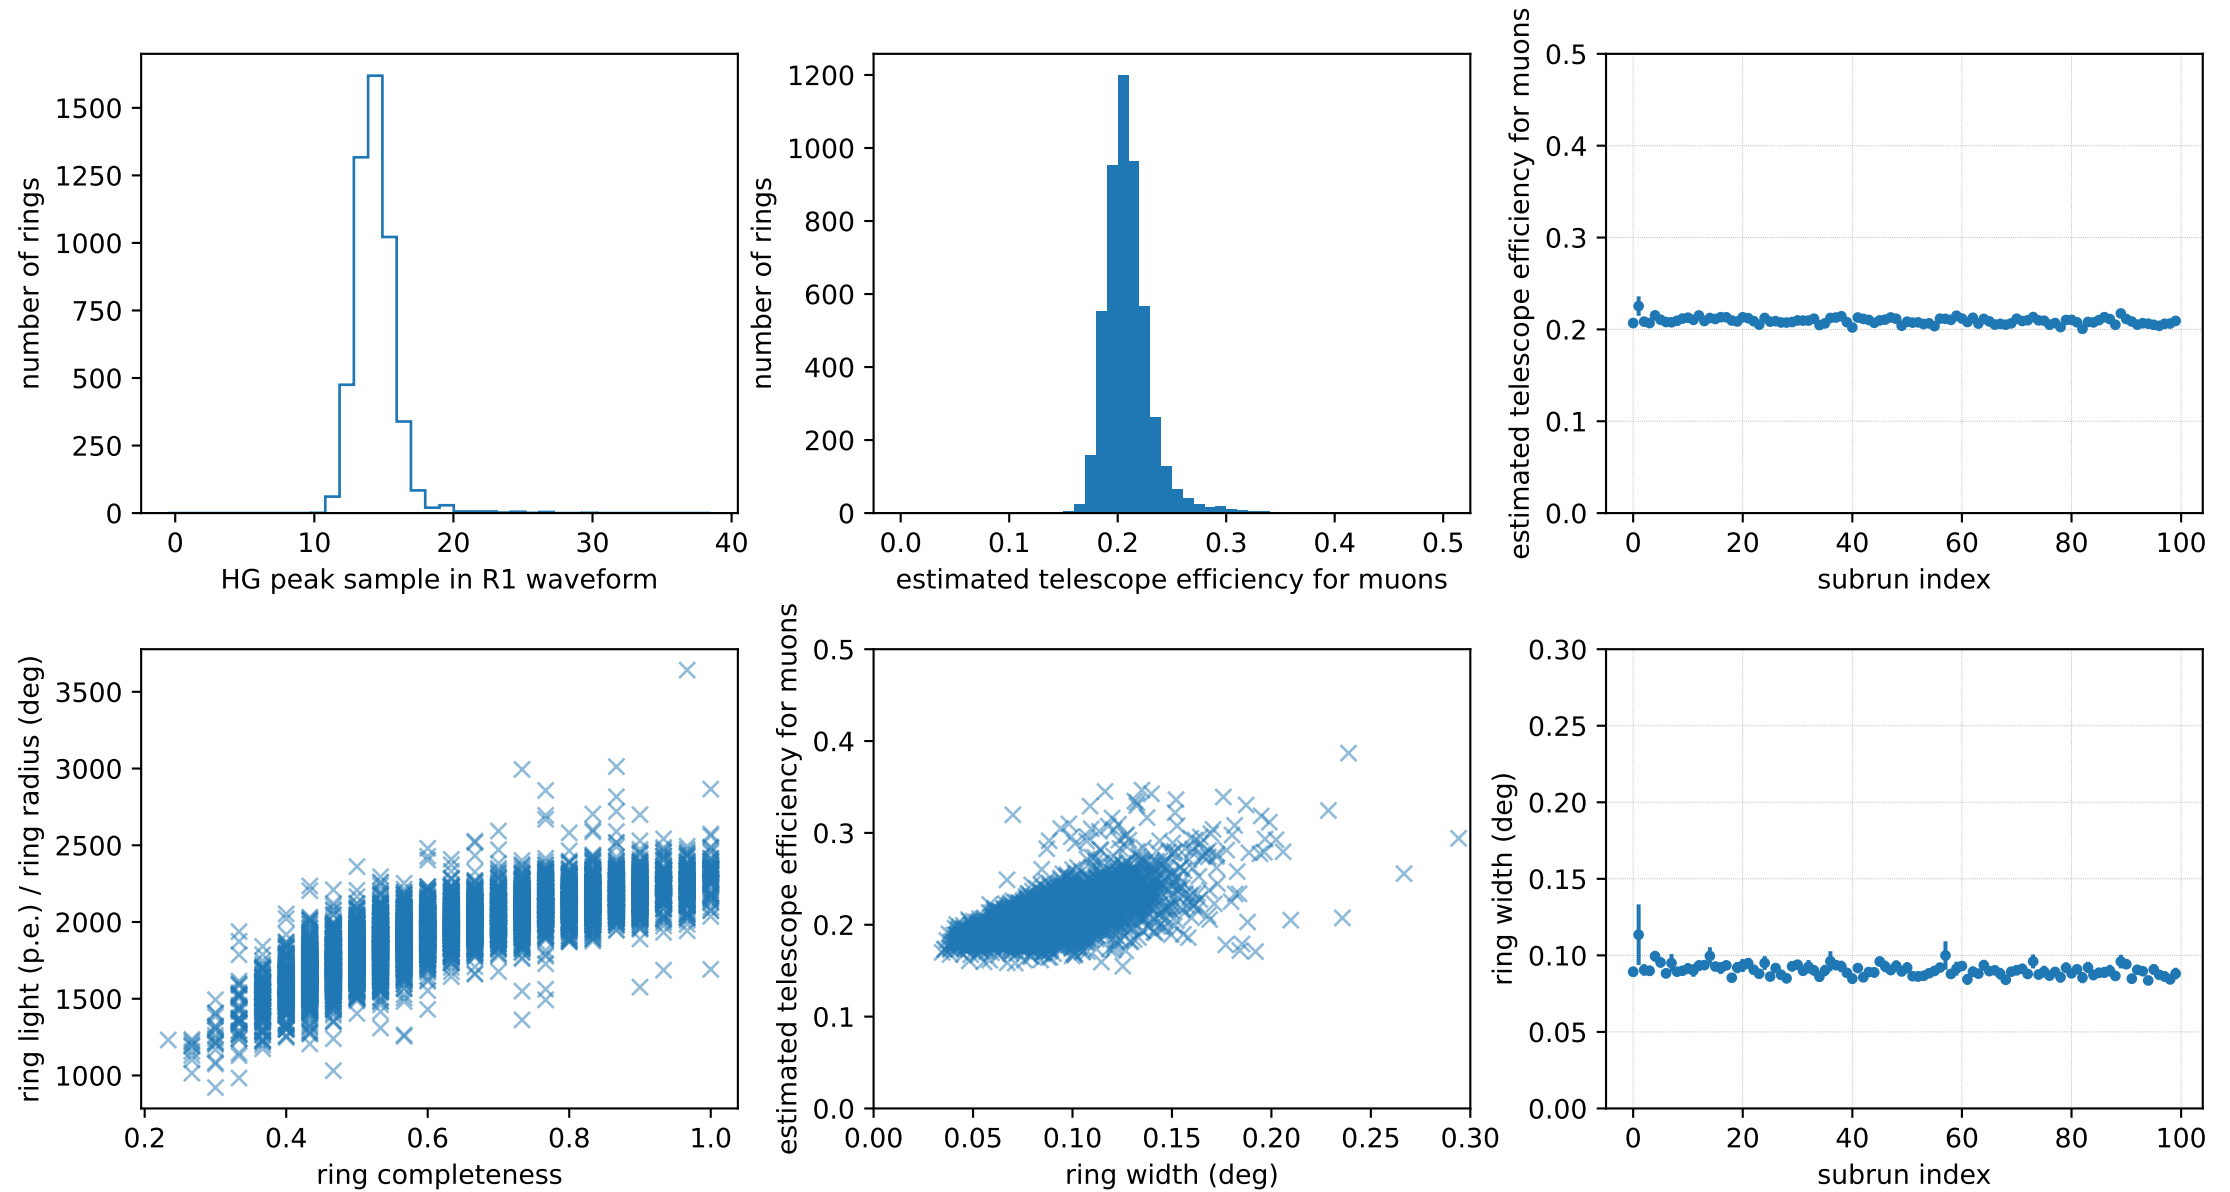 number of rings
1500
1250
1000
750
500
250
0
0 10 20 30 40
HG peak sample in R1 waveform
number of rings
1200
1000
800
600
400
200
0
0.0 0.1 0.2 0.3 0.4 0.5
estimated telescope efficiency for muons
estimated telescope efficiency for muons
0.5
0.4
0.3
0.2
0.1
0.0
0 20 40 60 80 100
subrun index
ring light (p.e.) / ring radius (deg)
3500
3000
2500
2000
1500
1000
0.2 0.4 0.6 0.8 1.0
ring completeness
estimated telescope efficiency for muons
0.5
0.4
0.3
0.2
0.1
0.0
0.00 0.05 0.10 0.15 0.20 0.25 0.30
ring width (deg)
ring width (deg)
0.30
0.25
0.20
0.15
0.10
0.05
0.00
0 20 40 60 80 100
subrun index